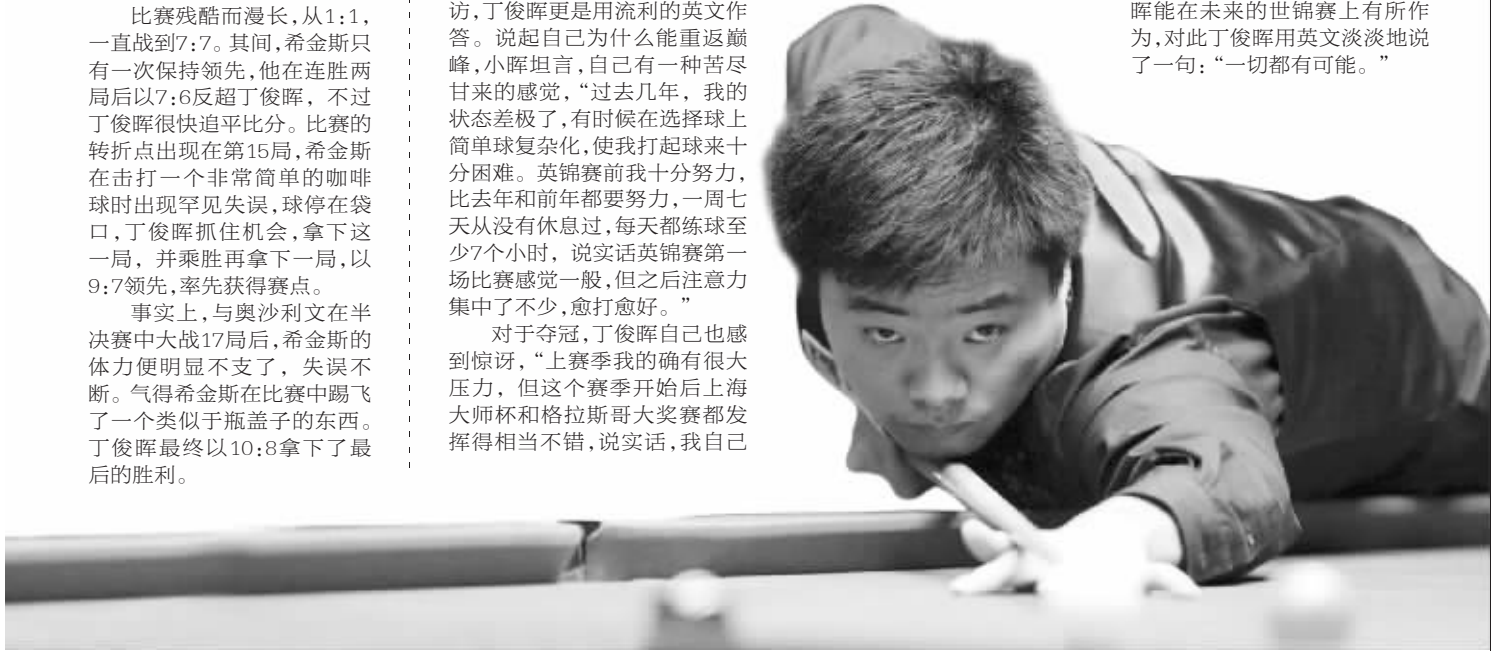 比赛残酷而漫长，从1:1，
一直战到7:7。其间，希金斯只
有一次保持领先，他在连胜两
局后以7:6反超丁俊晖，不过
丁俊晖很快追平比分。比赛的
转折点出现在第15局，希金斯
在击打一个非常简单的咖啡
球时出现罕见失误，球停在袋
口，丁俊晖抓住机会，拿下这
一局，并乘胜再拿下一局，以
9:7领先，率先获得赛点。
事实上，与奥沙利文在半
决赛中大战17局后，希金斯的
体力便明显不支了，失误不
断。气得希金斯在比赛中踢飞
了一个类似于瓶盖子的东西。
丁俊晖最终以10:8拿下了最
后的胜利。
访，丁俊晖更是用流利的英文作
答。说起自己为什么能重返巅
峰，小晖坦言，自己有一种苦尽
甘来的感觉，“过去几年，我的
状态差极了，有时候在选择球上
简单球复杂化，使我打起球来十
分困难。英锦赛前我十分努力，
比去年和前年都要努力，一周七
天从没有休息过，每天都练球至
少7个小时，说实话英锦赛第一
场比赛感觉一般，但之后注意力
集中了不少，愈打愈好。”
对于夺冠，丁俊晖自己也感
到惊讶，“上赛季我的确有很大
压力，但这个赛季开始后上海
大师杯和格拉斯哥大奖赛都发
挥得相当不错，说实话，我自己
晖能在未来的世锦赛上有所作
为，对此丁俊晖用英文淡淡地说
了一句：“一切都有可能。”